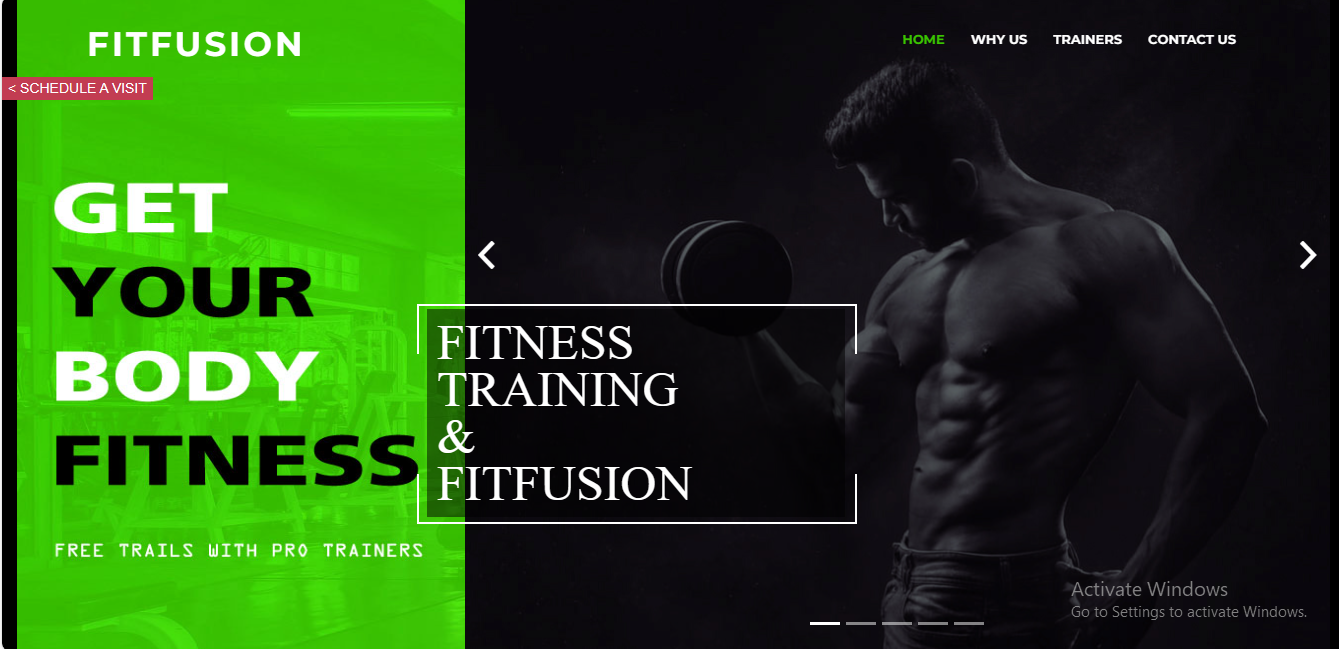 FITFUSION
HOME WHY US TRAINERS CONTACT US
< SCHEDULE A VISIT
GET
YOUR
BODY
FITNESS
FREE TRAILS WITH PRO TRAINERS
FITNESS
TRAINING
&
FITFUSION
Activate Windows
Go to Settings to activate Windows.